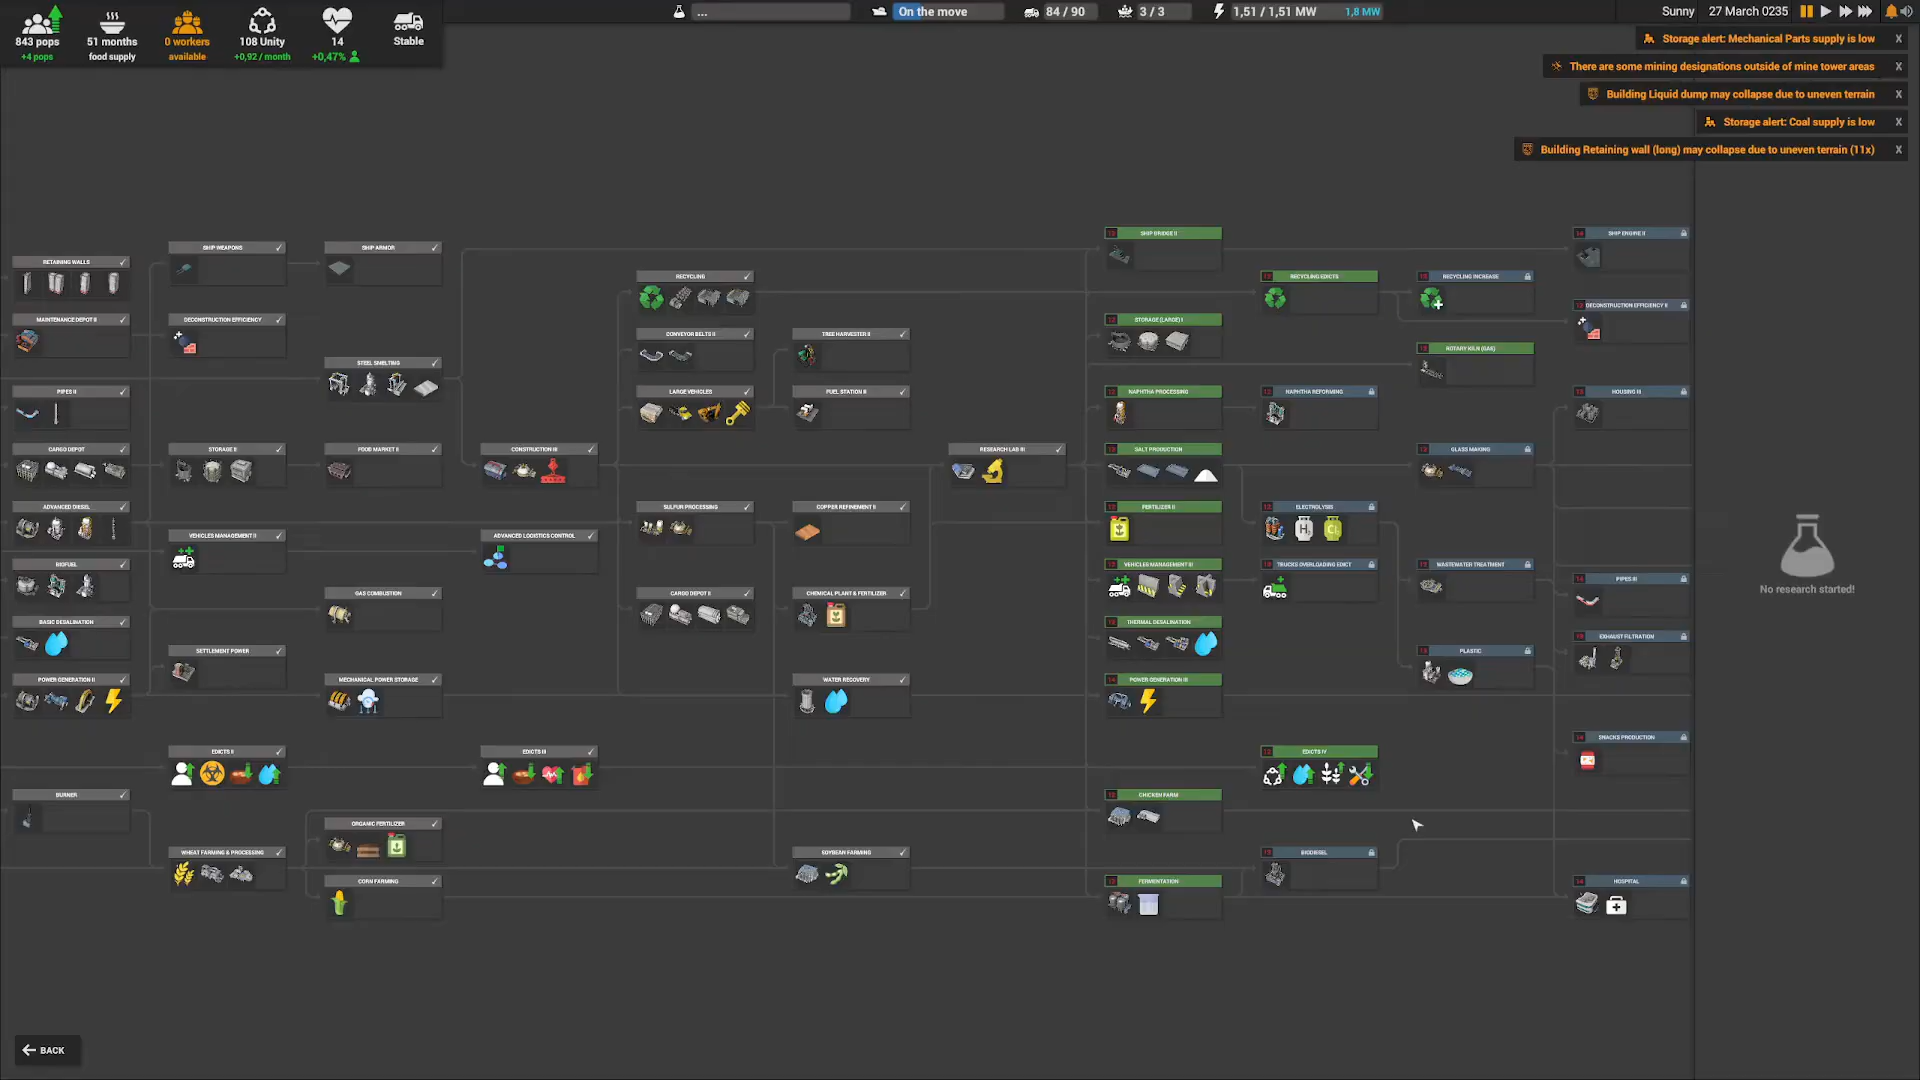 843 pops
+4 pops
51 months
food supply
0 workers
available
108 Unity
+0,92 / month
14
+0,47%
Stable
...
On the move
84 / 90
3 / 3
1,51 / 1,51 MW
1,8 MW
Sunny
27 March 0235
Storage alert: Mechanical Parts supply is low X
There are some mining designations outside of mine tower areas X
Building Liquid dump may collapse due to uneven terrain X
Storage alert: Coal supply is low X
Building Retaining wall (long) may collapse due to uneven terrain (11x) X
RETAINING WALLS
MAINTENANCE DEPOT II
PIPES II
CARGO DEPOT
ADVANCED DIESEL
BIOFUEL
BASIC DESALINATION
POWER GENERATION II
BURNER
SHIP WEAPONS
DECONSTRUCTION EFFICIENCY
STORAGE II
VEHICLES MANAGEMENT II
SETTLEMENT POWER
EDICTS II
WHEAT FARMING & PROCESSING
SHIP ARMOR
STEEL SMELTING
FOOD MARKET II
GAS COMBUSTION
MECHANICAL POWER STORAGE
ORGANIC FERTILIZER
CORN FARMING
CONSTRUCTION III
ADVANCED LOGISTICS CONTROL
EDICTS III
RECYCLING
CONVEYOR BELTS II
LARGE VEHICLES
SULFUR PROCESSING
CARGO DEPOT II
TREE HARVESTER II
FUEL STATION II
COPPER REFINEMENT II
CHEMICAL PLANT & FERTILIZER
WATER RECOVERY
SOYBEAN FARMING
RESEARCH LAB III
SHIP BRIDGE II
STORAGE (LARGE) I
NAPHTHA PROCESSING
SALT PRODUCTION
FERTILIZER II
VEHICLES MANAGEMENT III
THERMAL DESALINATION
POWER GENERATION III
CHICKEN FARM
FERMENTATION
RECYCLING EDICTS
NAPHTHA REFORMING
ELECTROLYSIS
H₂
Cl₂
TRUCKS OVERLOADING EDICT
EDICTS IV
BIODIESEL
RECYCLING INCREASE
ROTARY KILN (GAS)
GLASS MAKING
WASTEWATER TREATMENT
PLASTIC
SHIP ENGINE II
DECONSTRUCTION EFFICIENCY II
HOUSING III
PIPES III
EXHAUST FILTRATION
SNACKS PRODUCTION
HOSPITAL
No research started!
BACK